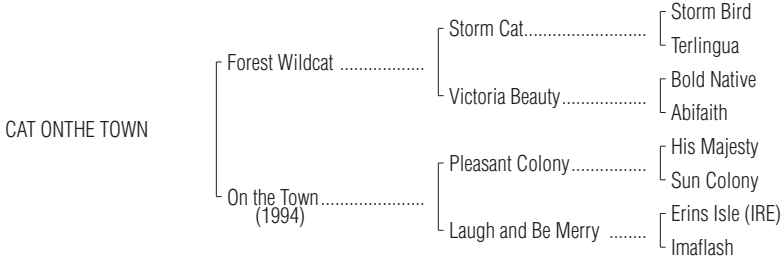 Storm Bird
Storm Cat..........................
Terlingua
Forest Wildcat ..................
Bold Native
Victoria Beauty..................
Abifaith
CAT ONTHE TOWN
His Majesty
Pleasant Colony................
Sun Colony
On the Town......................
(1994)
Erins Isle (IRE)
Laugh and Be Merry ........
Imaflash